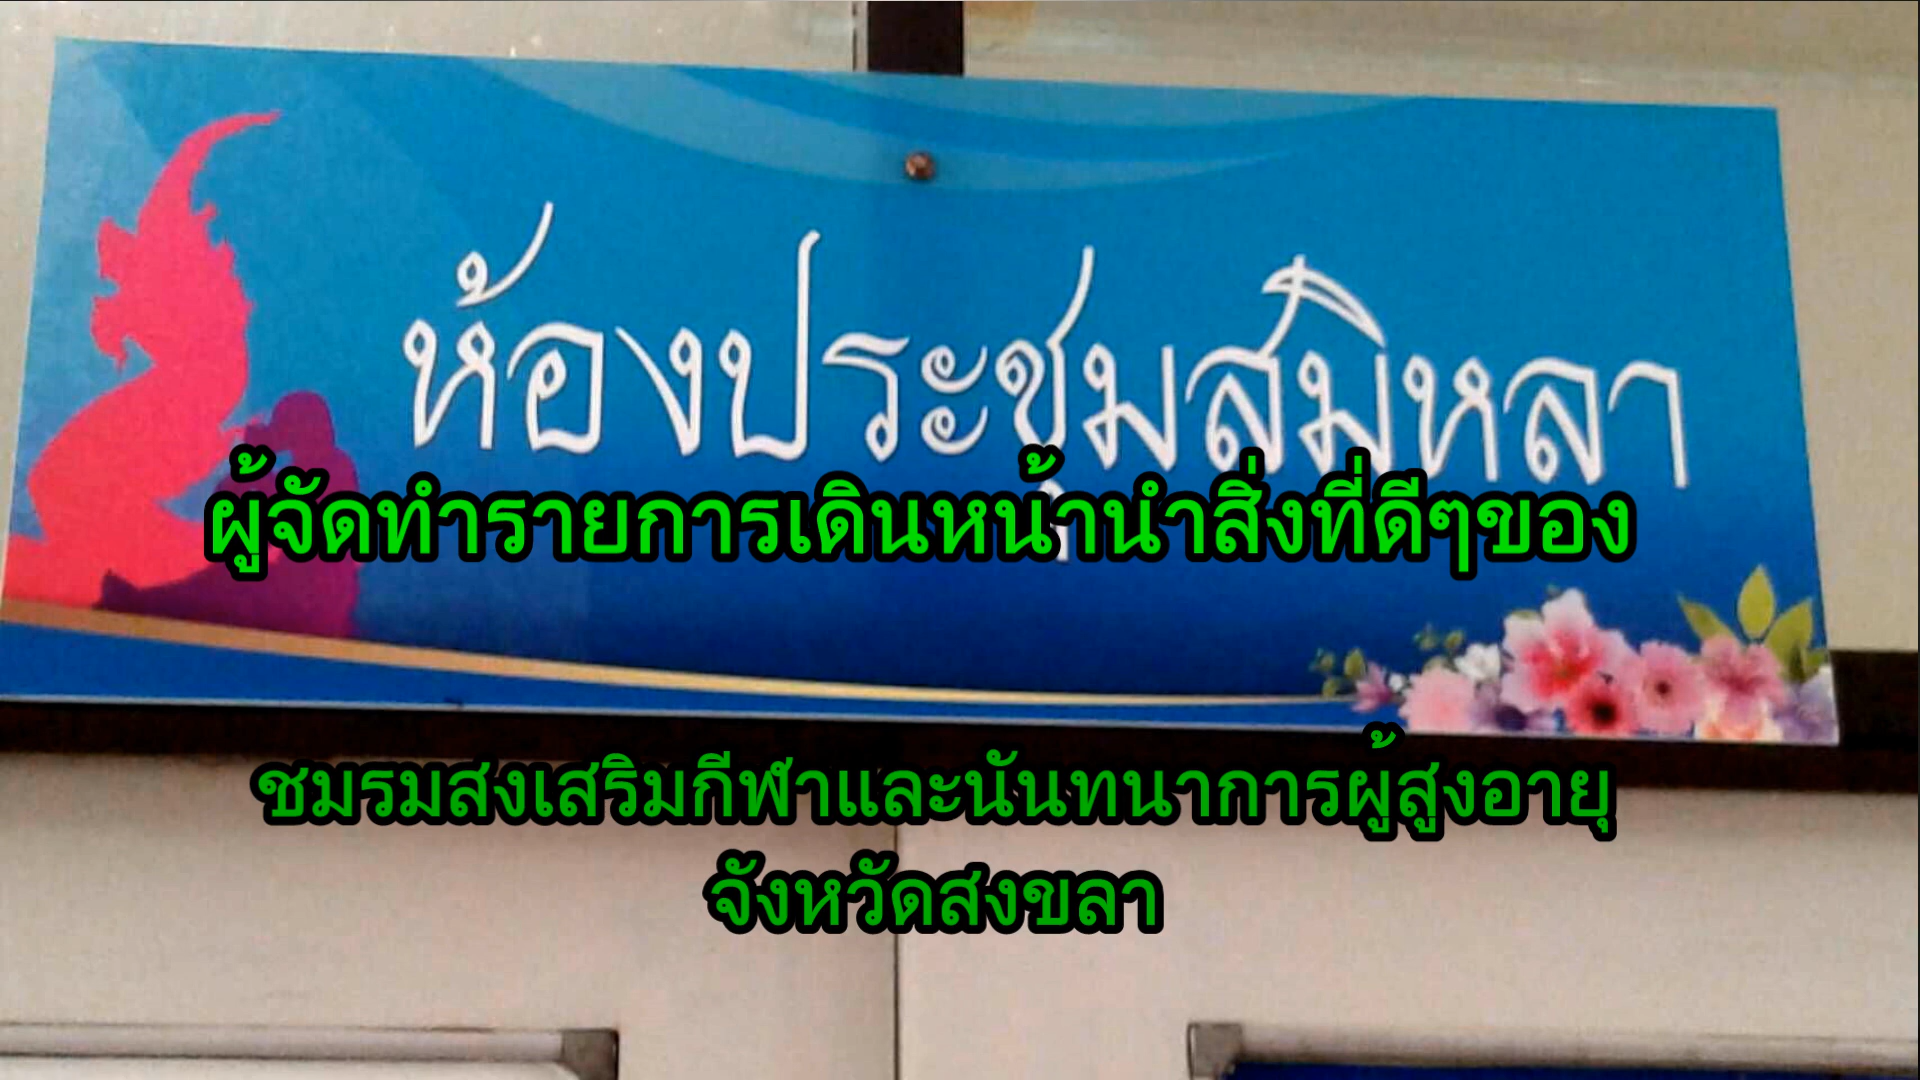 ห้องประชุมสมิหลา
ผู้จัดทำรายการเดินหน้านำสิ่งที่ดีๆของ
ชมรมสงเสริมกีฬาและนันทนาการผู้สูงอายุ
จังหวัดสงขลา